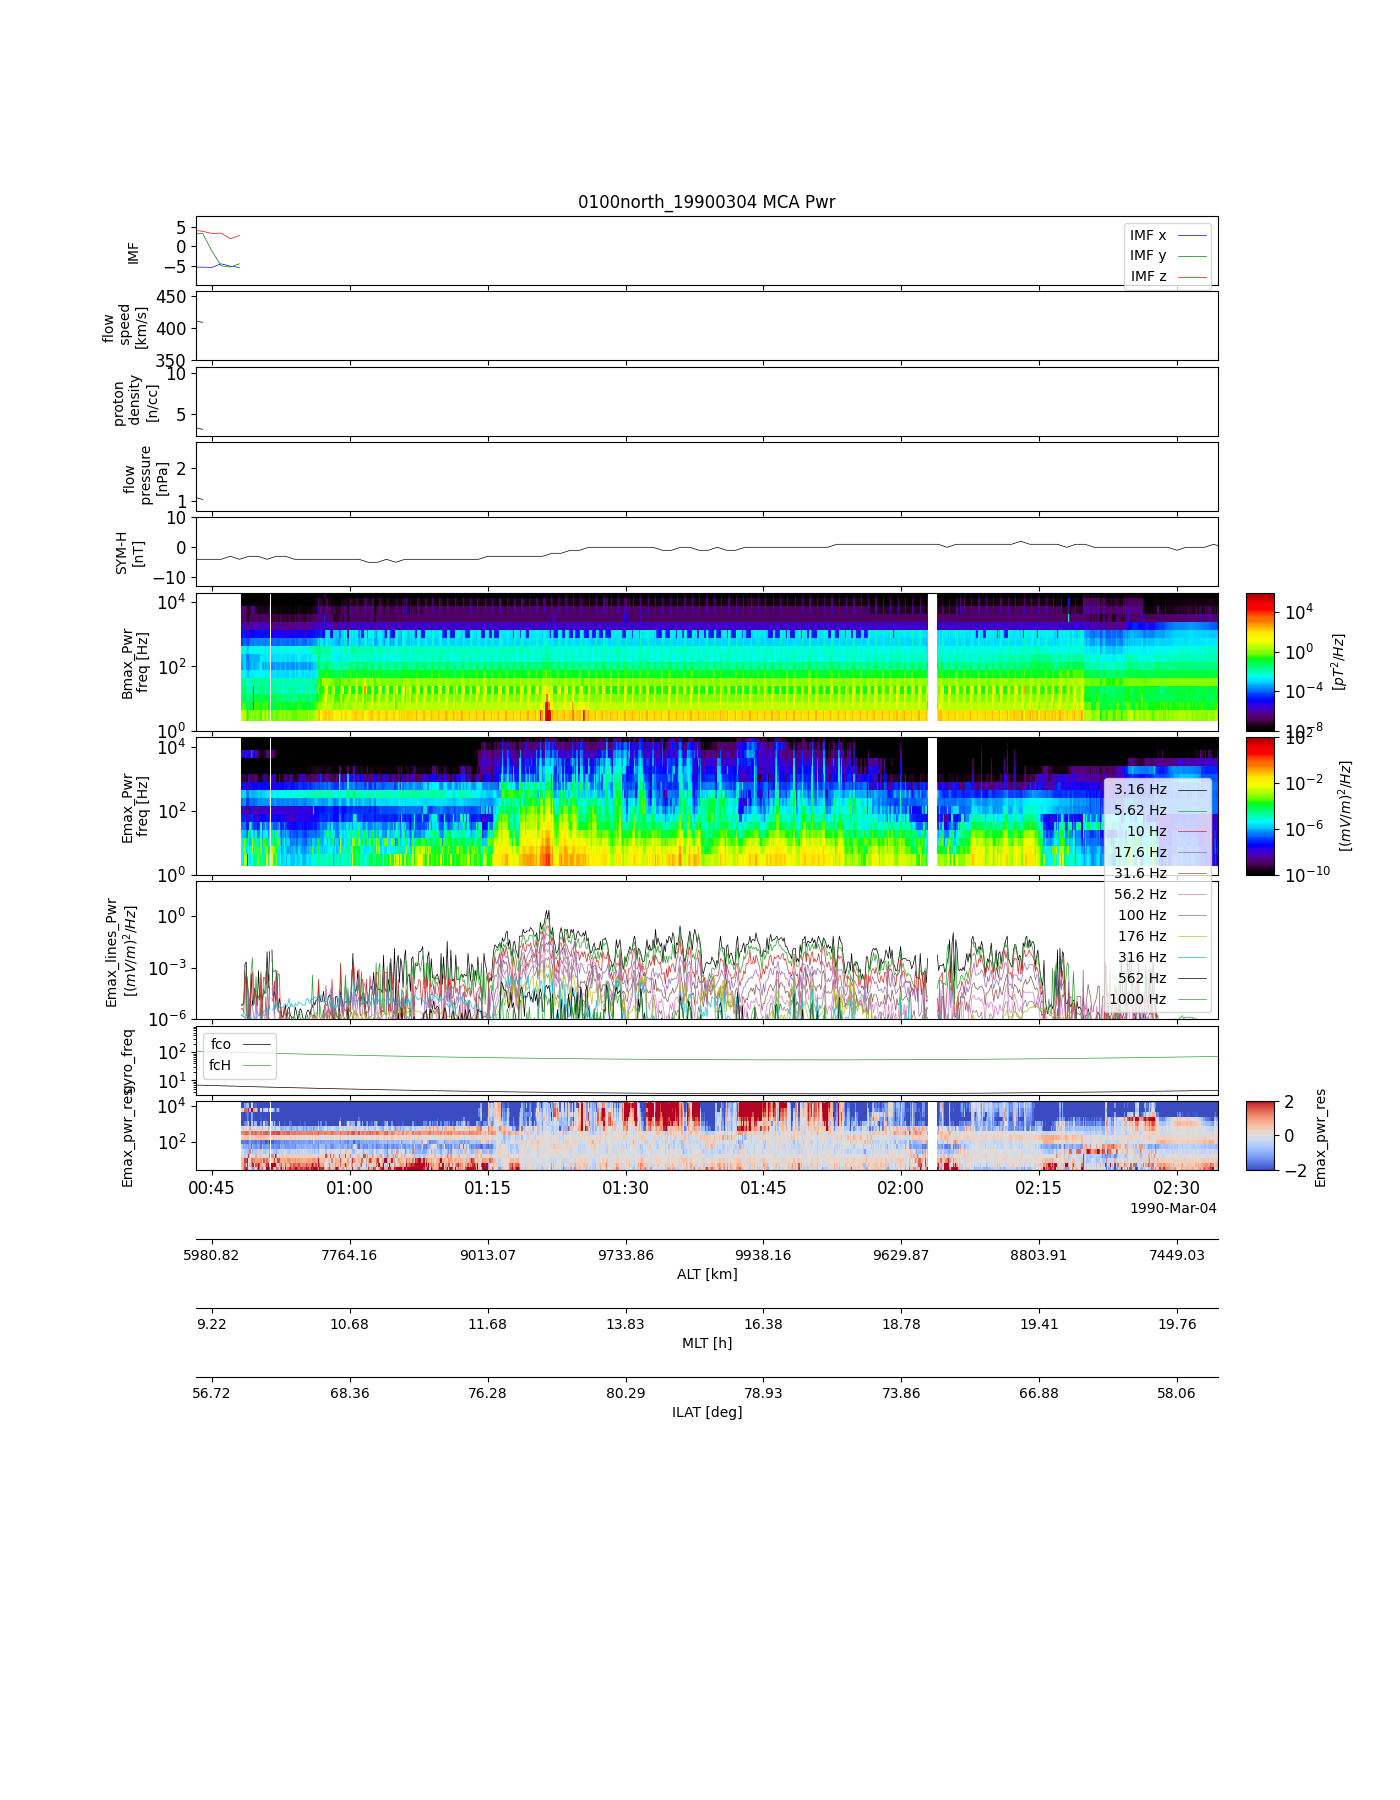 0100north_19900304 MCA Pwr
IMF
5
0
−5
IMF x
IMF y
IMF z
flow
speed
[km/s]
450
400
350
proton
density
[n/cc]
10
5
flow
pressure
[nPa]
2
1
SYM-H
[nT]
10
0
−10
Bmax_Pwr
freq [Hz]
10^4
10^2
10^0
10^4
10^0
10^−4
10^−8
[pT^2/Hz]
Emax_Pwr
freq [Hz]
10^4
10^2
10^0
10^2
10^−2
10^−6
10^−10
[(mV/m)^2/Hz]
3.16 Hz
5.62 Hz
10 Hz
17.6 Hz
31.6 Hz
56.2 Hz
100 Hz
176 Hz
316 Hz
562 Hz
1000 Hz
Emax_lines_Pwr
[(mV/m)^2/Hz]
10^0
10^−3
10^−6
gyro_freq
10^2
10^1
fco
fcH
Emax_pwr_res
10^4
10^2
2
0
−2
Emax_pwr_res
00:45 01:00 01:15 01:30 01:45 02:00 02:15 02:30
1990-Mar-04
5980.82 7764.16 9013.07 9733.86 9938.16 9629.87 8803.91 7449.03
ALT [km]
9.22 10.68 11.68 13.83 16.38 18.78 19.41 19.76
MLT [h]
56.72 68.36 76.28 80.29 78.93 73.86 66.88 58.06
ILAT [deg]